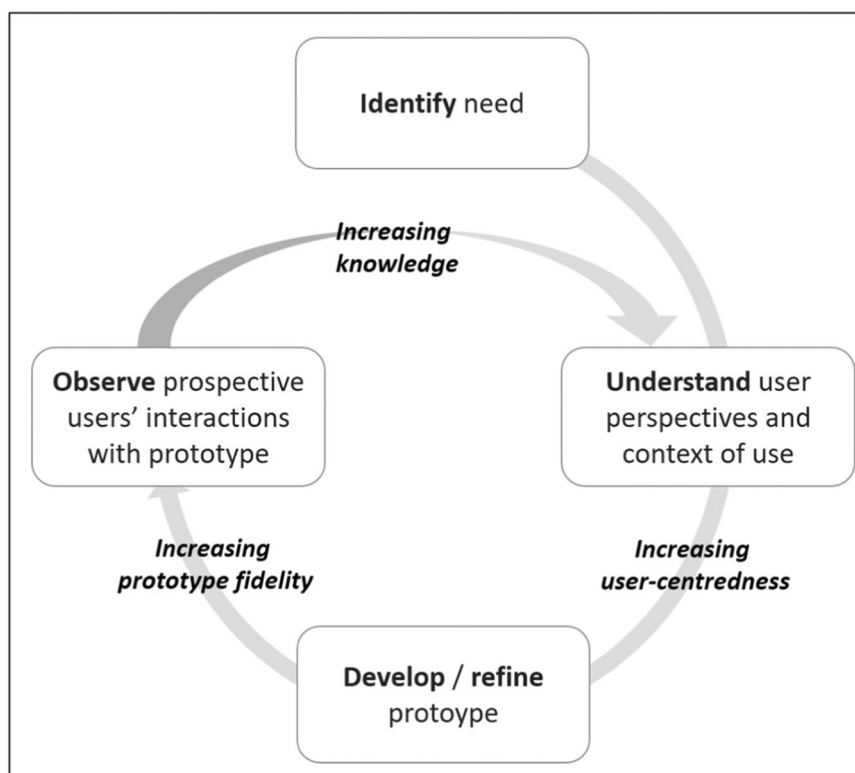 Identify need
Increasing
knowledge
Observe prospective
users’ interactions
with prototype
Understand user
perspectives and
context of use
Increasing
prototype fidelity
Increasing
user-centredness
Develop / refine
protoype